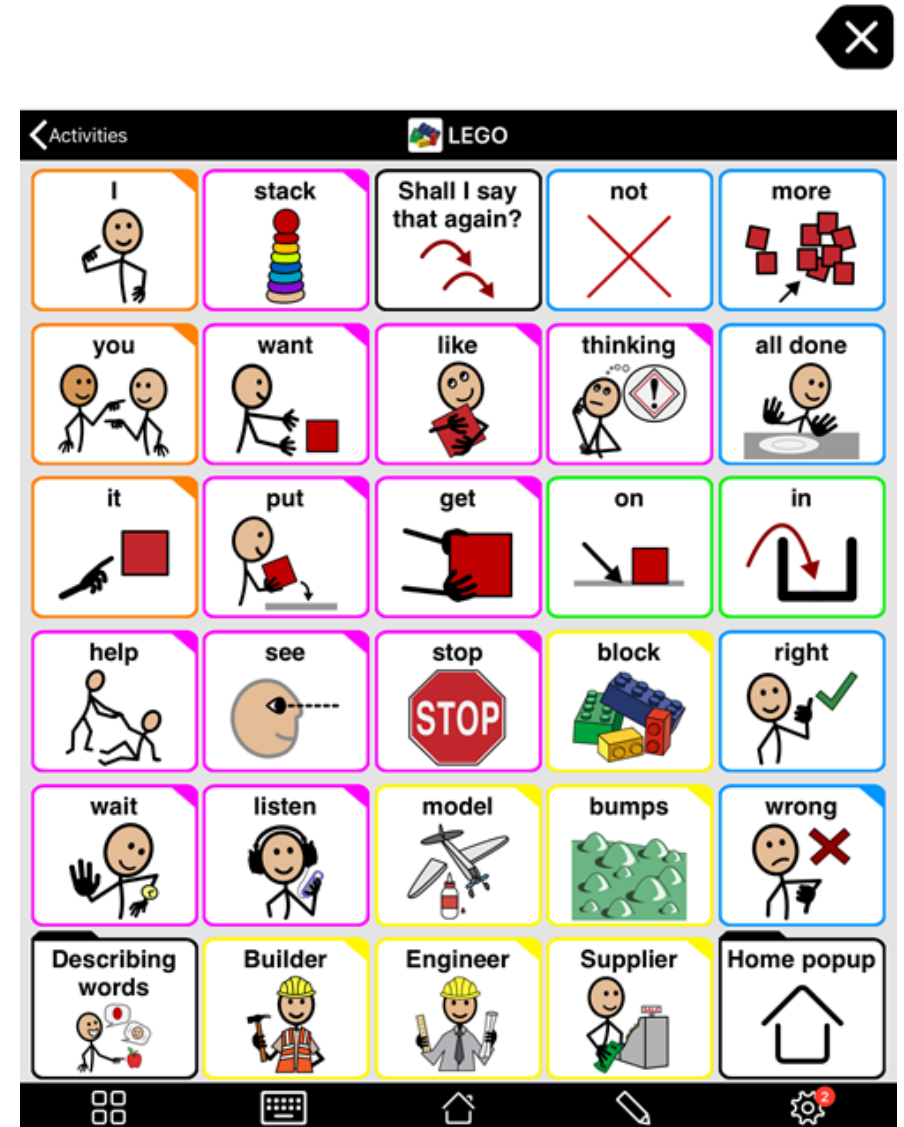 Activities
LEGO
I
stack
Shall I say
that again?
not
more
you
want
like
thinking
all done
it
put
get
on
in
help
see
stop
STOP
block
right
wait
listen
model
bumps
wrong
Describing
words
Builder
Engineer
Supplier
Home popup
2